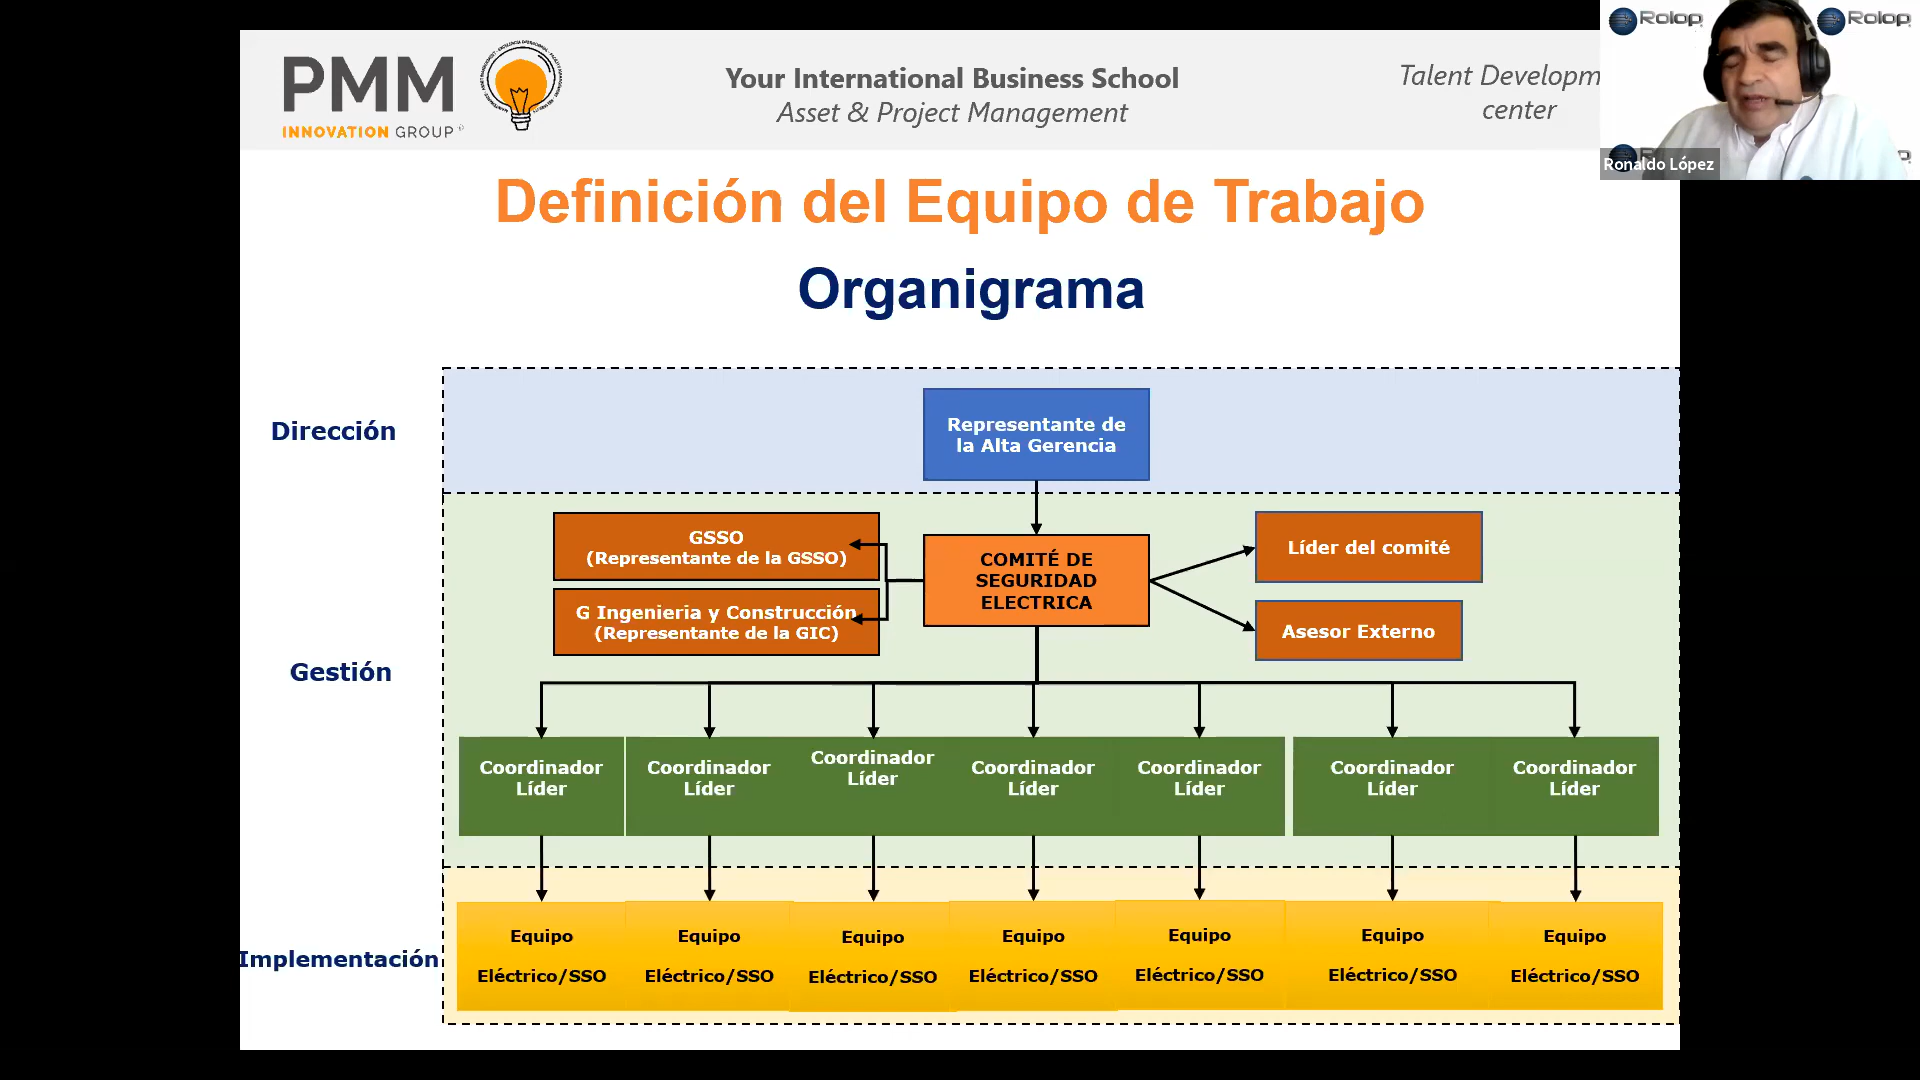 PMM
INNOVATION GROUP
Your International Business School
Asset & Project Management
Talent Developm
center
Rolop
Rolop
Ronaldo López
Definición del Equipo de Trabajo
Organigrama
Dirección
Representante de
la Alta Gerencia
Gestión
GSSO
(Representante de la GSSO)
G Ingenieria y Construcción
(Representante de la GIC)
COMITÉ DE
SEGURIDAD
ELECTRICA
Líder del comité
Asesor Externo
Coordinador
Líder
Coordinador
Líder
Coordinador
Líder
Coordinador
Líder
Coordinador
Líder
Coordinador
Líder
Coordinador
Líder
Implementación
Equipo
Eléctrico/SSO
Equipo
Eléctrico/SSO
Equipo
Eléctrico/SSO
Equipo
Eléctrico/SSO
Equipo
Eléctrico/SSO
Equipo
Eléctrico/SSO
Equipo
Eléctrico/SSO